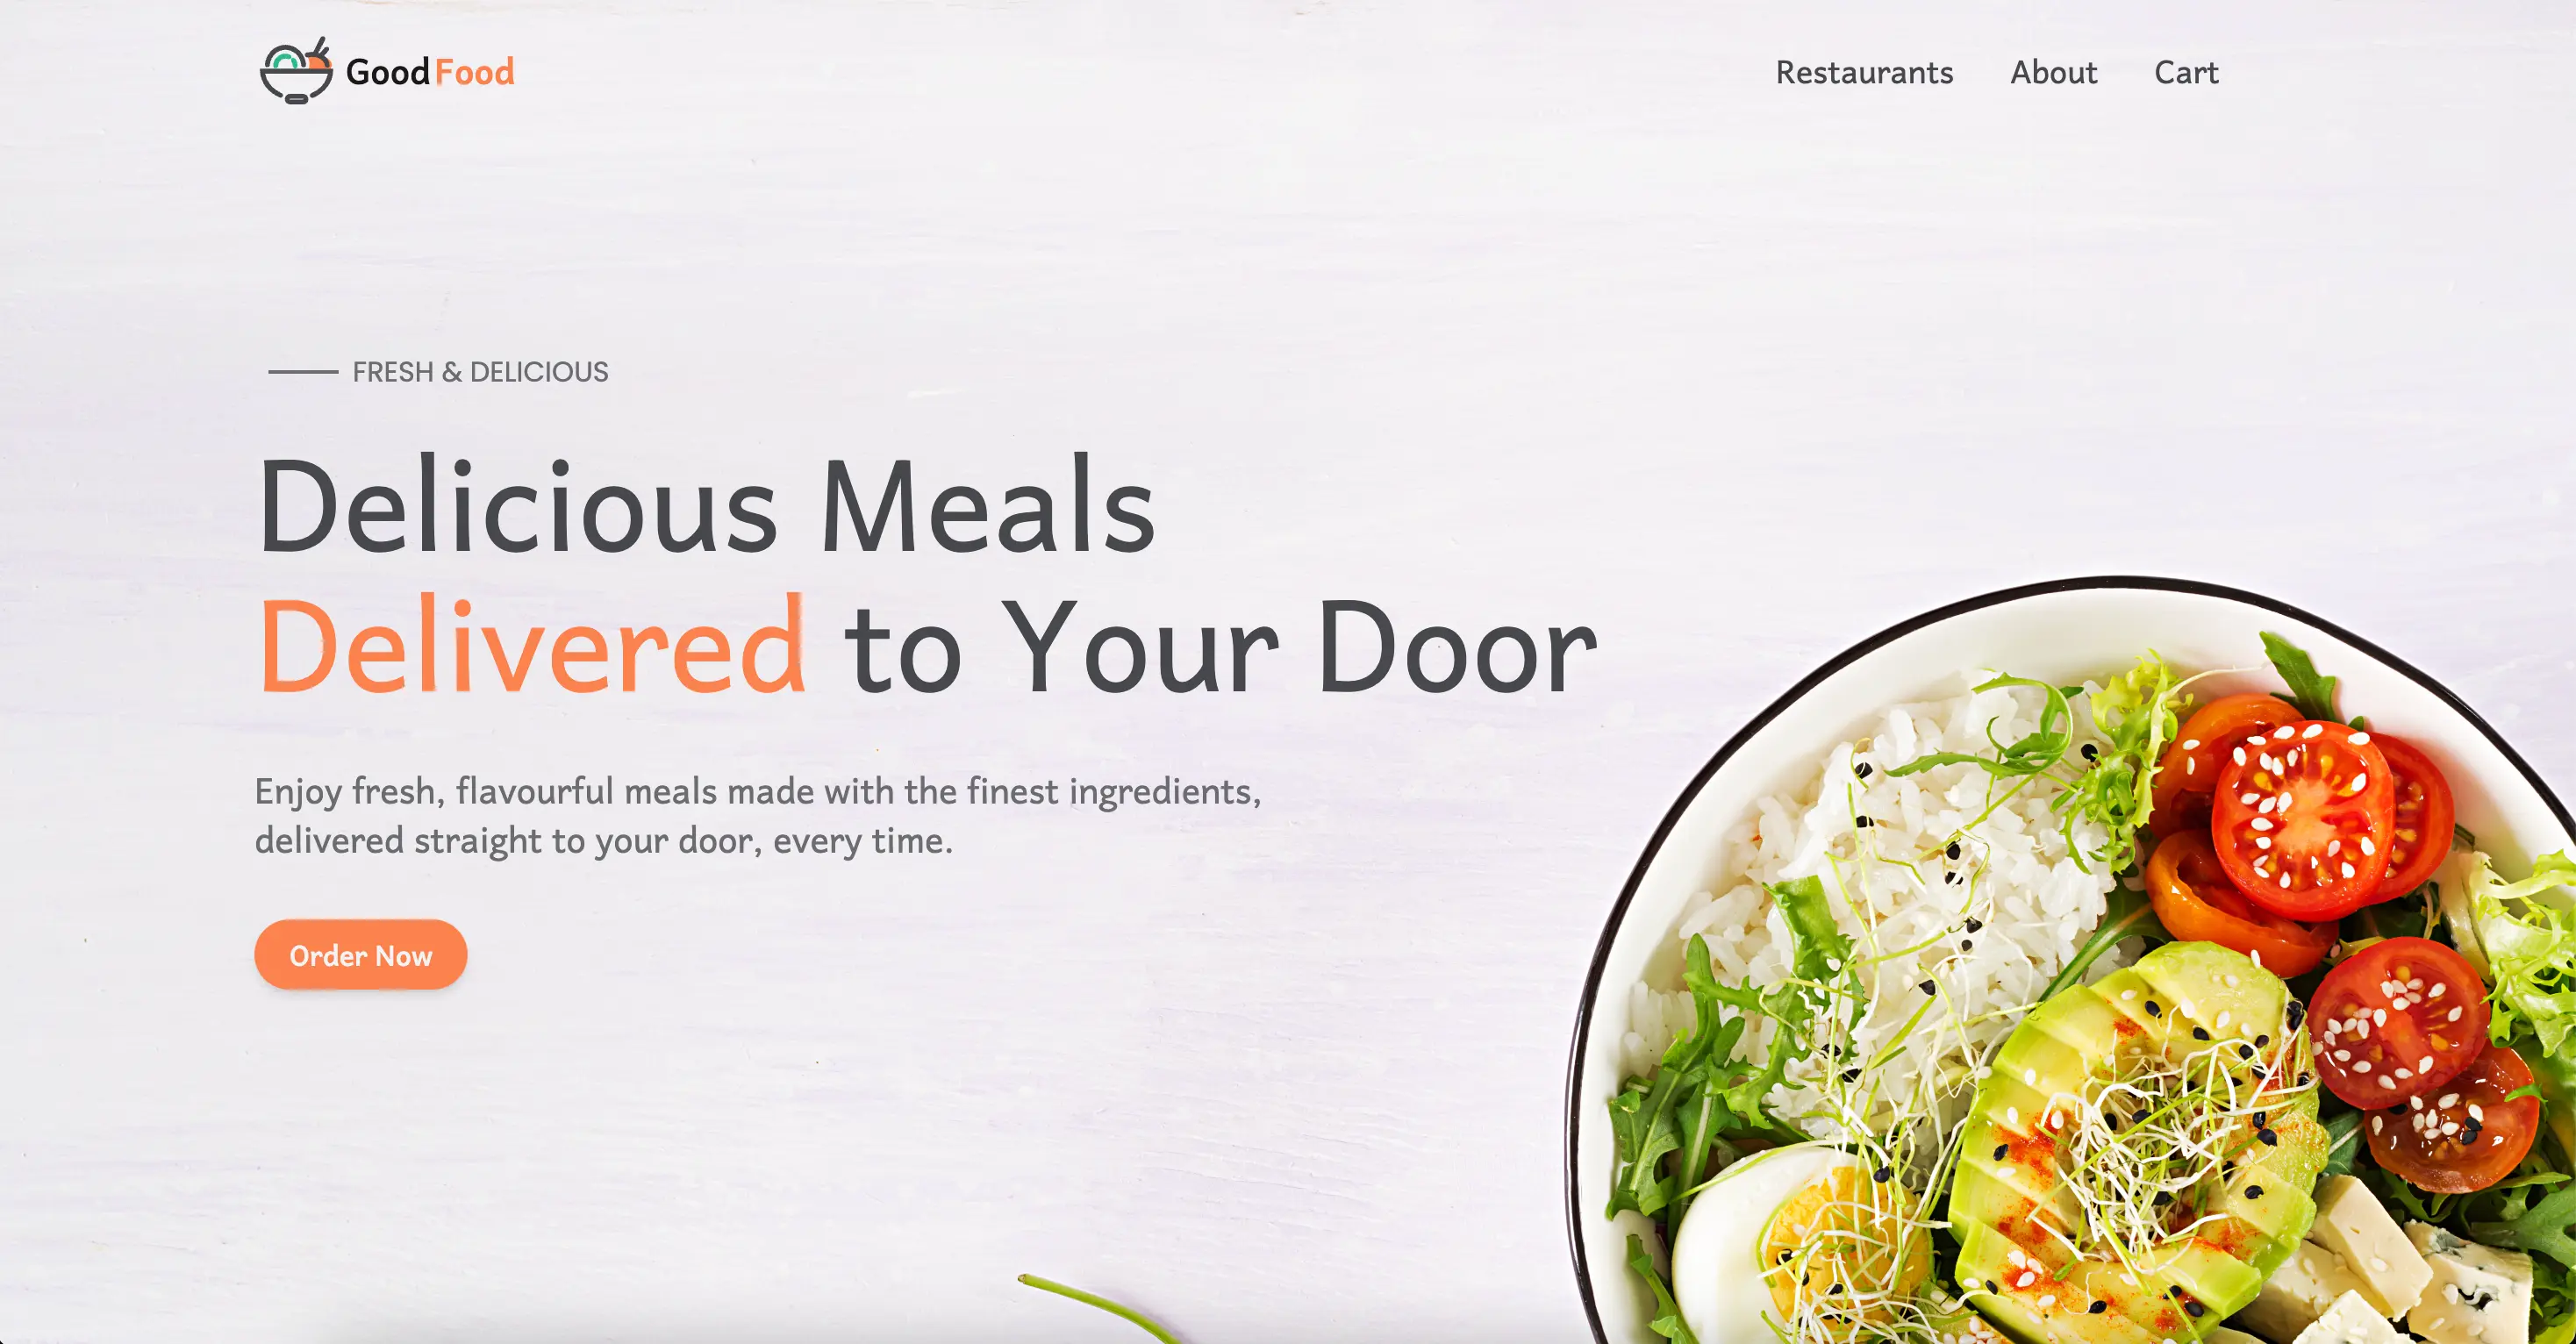 GoodFood
Restaurants About Cart
FRESH & DELICIOUS
Delicious Meals
Delivered to Your Door
Enjoy fresh, flavourful meals made with the finest ingredients,
delivered straight to your door, every time.
Order Now